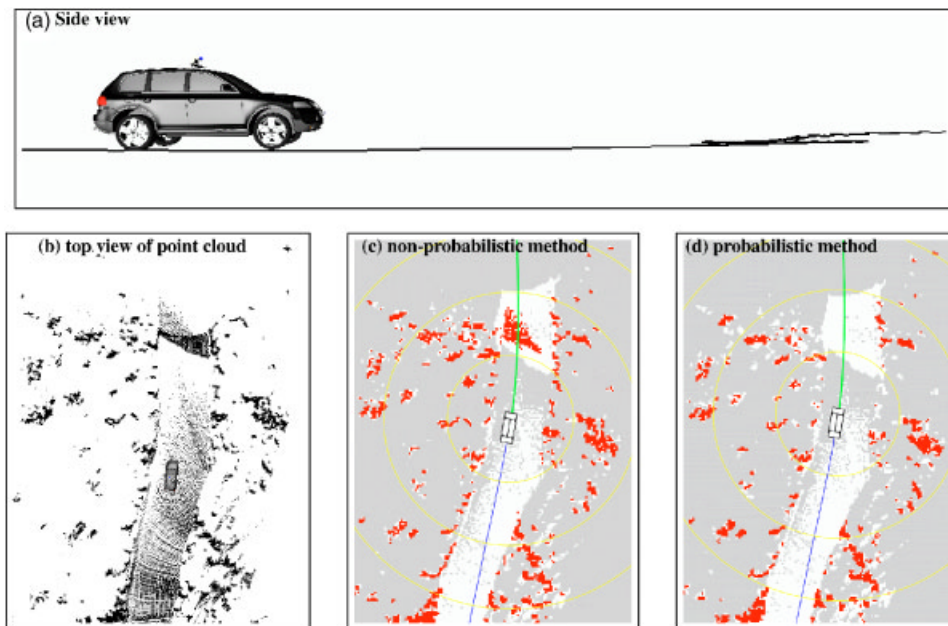 (a) Side view
(b) top view of point cloud
(c) non-probabilistic method
(d) probabilistic method